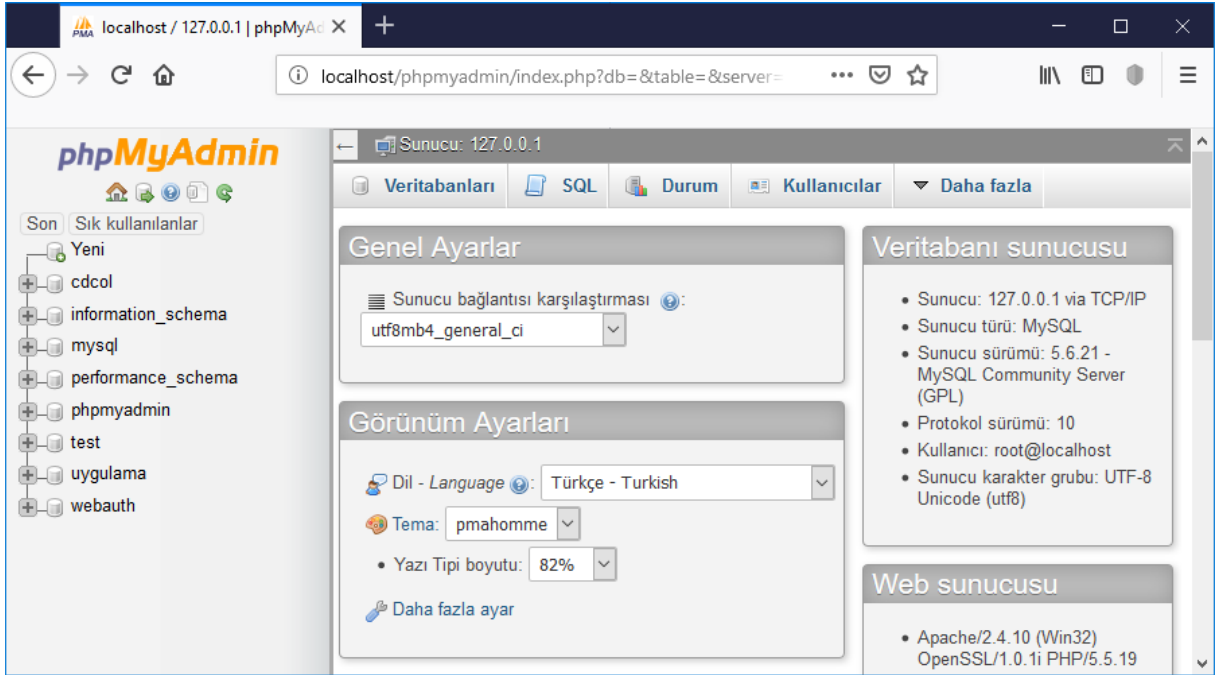 localhost / 127.0.0.1 | phpMyAd
localhost/phpmyadmin/index.php?db=&table=&server=
phpMyAdmin
Son Sık kullanılanlar
Yeni
cdcol
information_schema
mysql
performance_schema
phpmyadmin
test
uygulama
webauth
Sunucu: 127.0.0.1
Veritabanları SQL Durum Kullanıcılar Daha fazla
Genel Ayarlar
Sunucu bağlantısı karşılaştırması :
utf8mb4_general_ci
Görünüm Ayarları
Dil - Language : Türkçe - Turkish
Tema: pmahomme
• Yazı Tipi boyutu: 82%
Daha fazla ayar
Veritabanı sunucusu
• Sunucu: 127.0.0.1 via TCP/IP
• Sunucu türü: MySQL
• Sunucu sürümü: 5.6.21 -
MySQL Community Server
(GPL)
• Protokol sürümü: 10
• Kullanıcı: root@localhost
• Sunucu karakter grubu: UTF-8
Unicode (utf8)
Web sunucusu
• Apache/2.4.10 (Win32)
OpenSSL/1.0.1i PHP/5.5.19